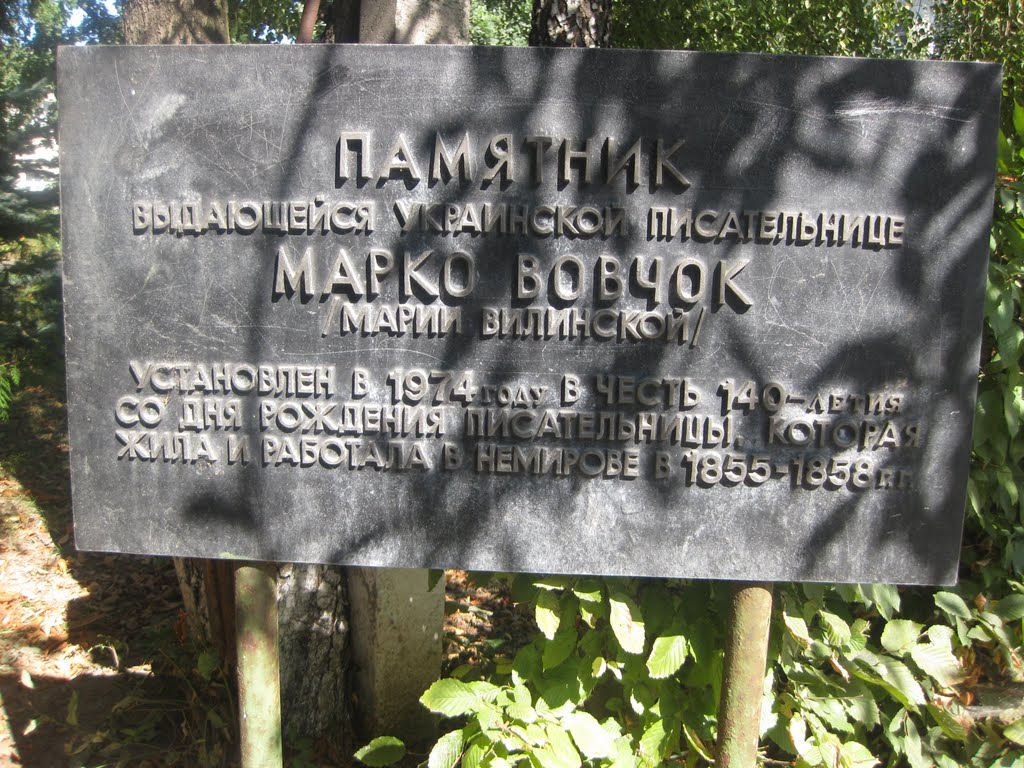 ПАМЯТНИК
ВЫДАЮЩЕЙСЯ УКРАИНСКОЙ ПИСАТЕЛЬНИЦЕ
МАРКО ВОВЧОК
/МАРИИ ВИЛИНСКОЙ/
УСТАНОВЛЕН В 1974 году В ЧЕСТЬ 140-летия
СО ДНЯ РОЖДЕНИЯ ПИСАТЕЛЬНИЦЫ, КОТОРАЯ
ЖИЛА И РАБОТАЛА В НЕМИРОВЕ В 1855-1858 г.г.